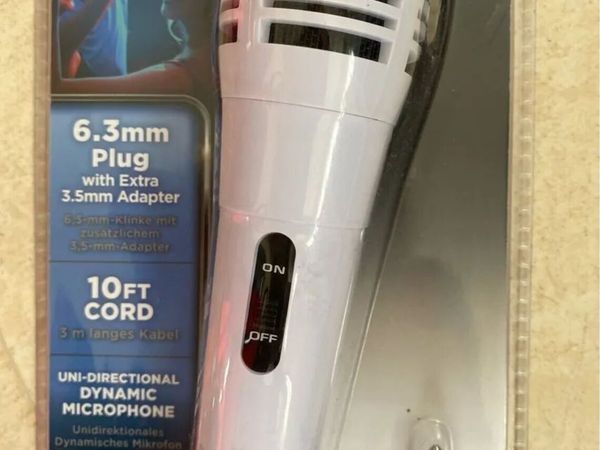 6.3mm
Plug
with Extra
3.5mm Adapter
6,3-mm-Klinke mit
zusätzlichem
3,5-mm-Adapter
10FT
CORD
3 m langes Kabel
UNI-DIRECTIONAL
DYNAMIC
MICROPHONE
Unidirektionales
Dynamisches Mikrofon
ON
OFF